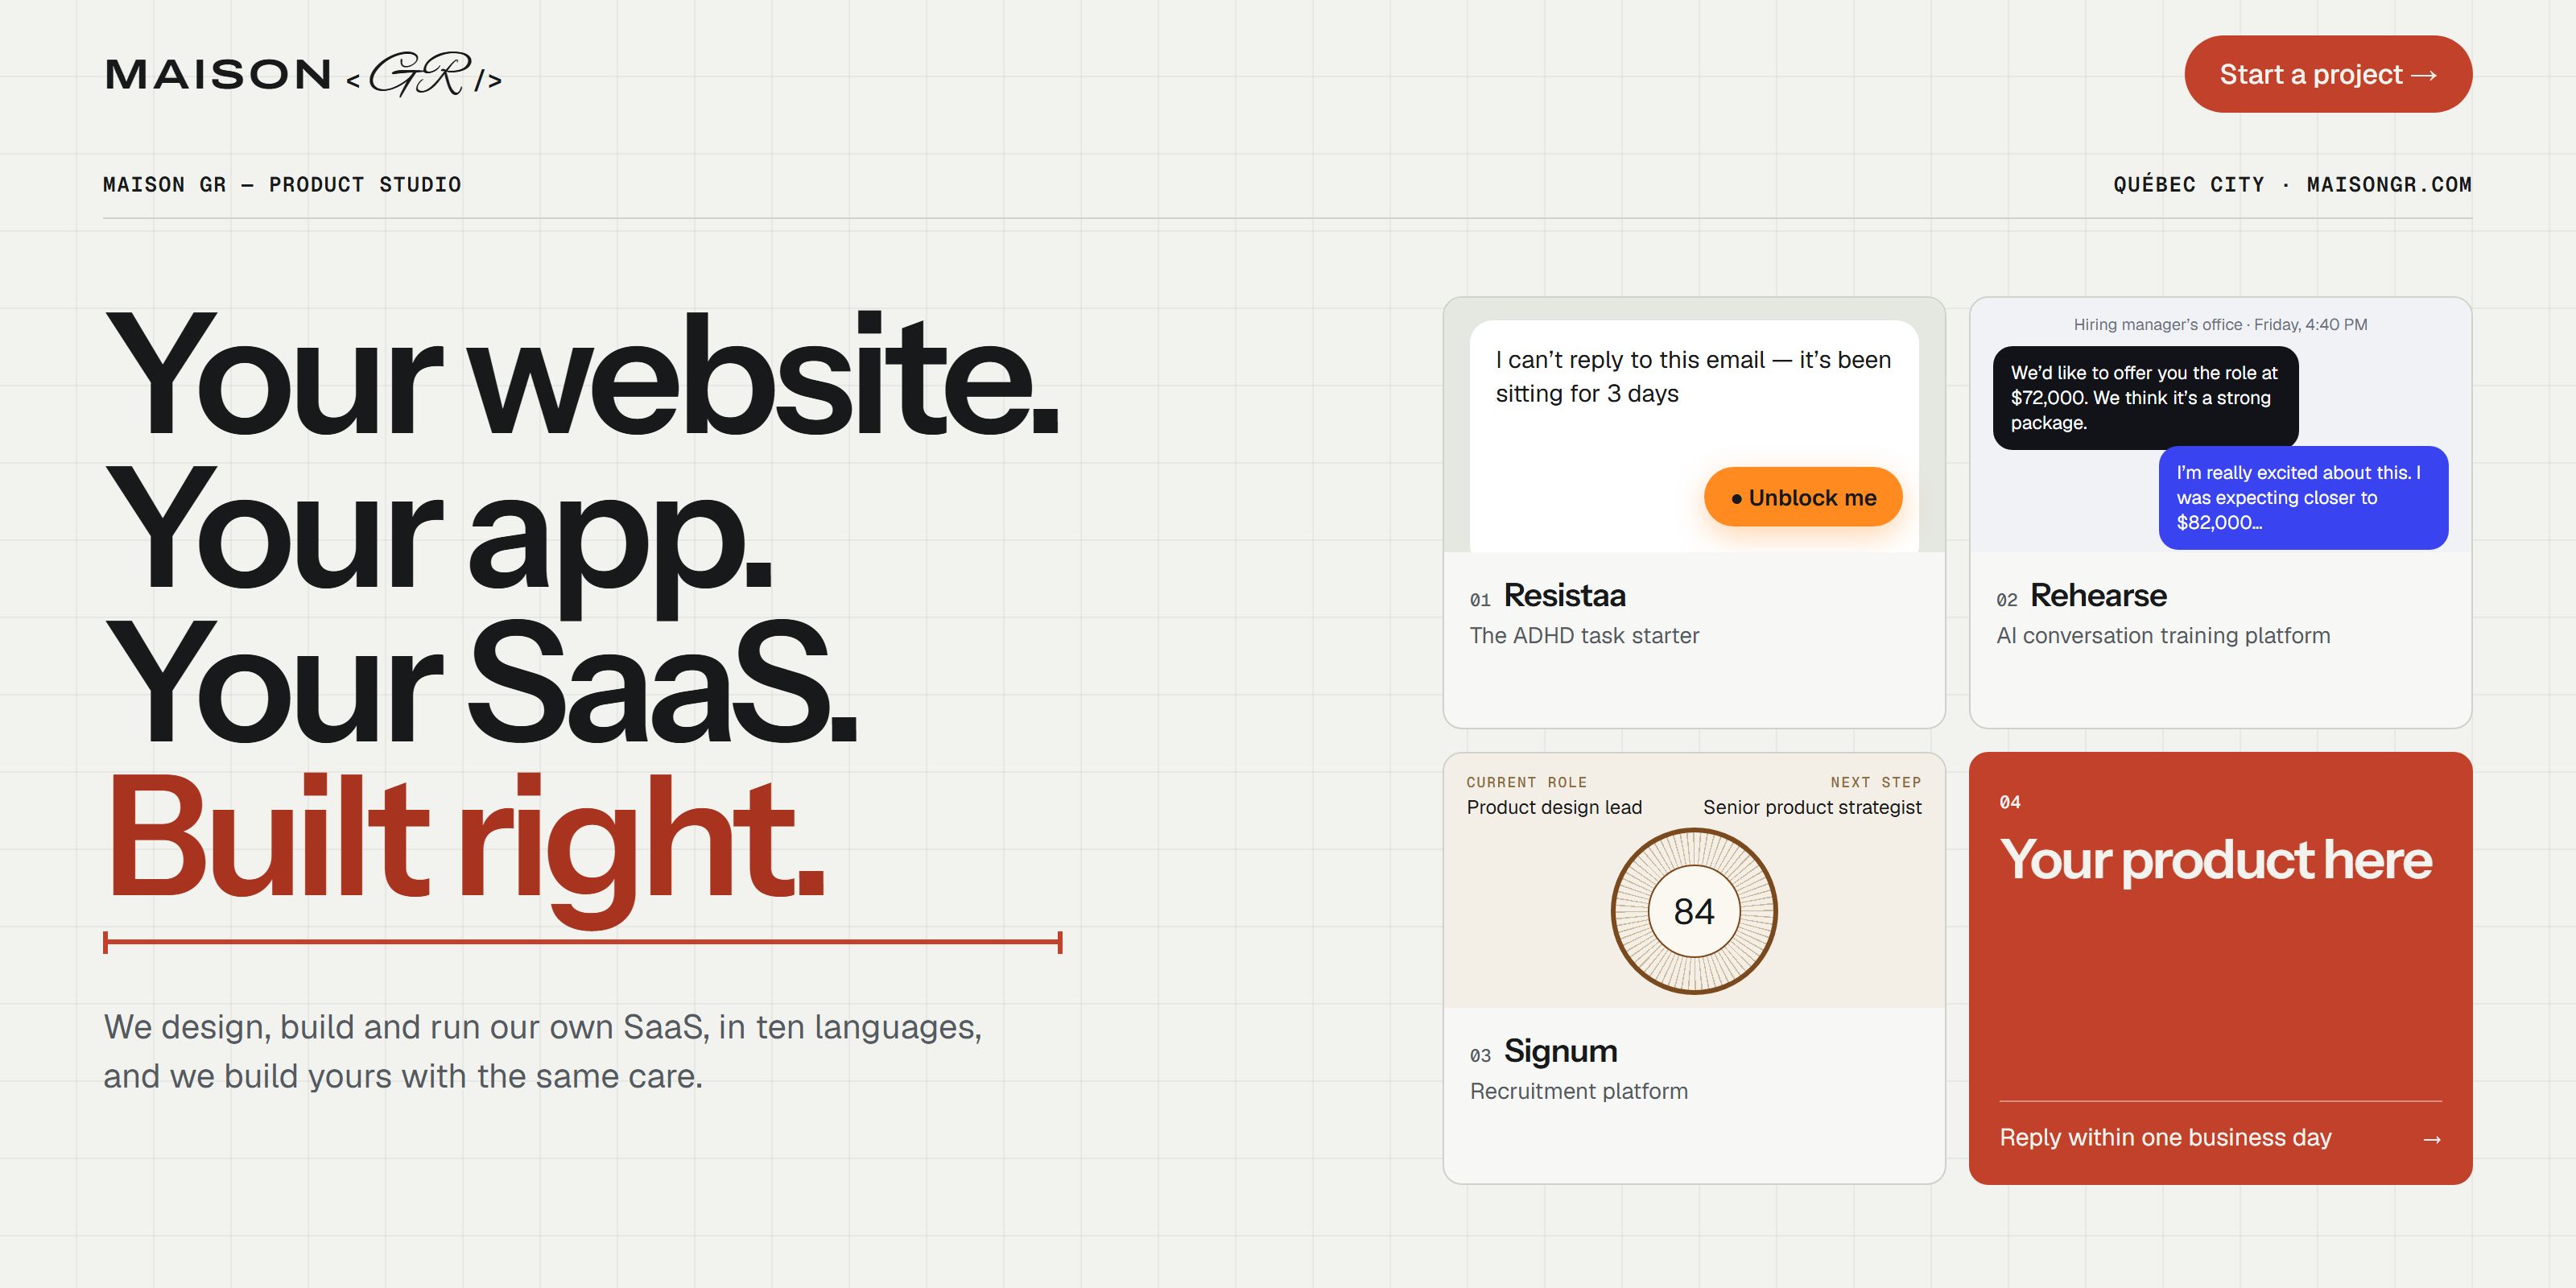 MAISON <GR/>
Start a project →
MAISON GR — PRODUCT STUDIO
QUÉBEC CITY · MAISONGR.COM
Your website.
Your app.
Your SaaS.
Built right.
We design, build and run our own SaaS, in ten languages,
and we build yours with the same care.
I can’t reply to this email — it’s been
sitting for 3 days
● Unblock me
01 Resistaa
The ADHD task starter
Hiring manager’s office · Friday, 4:40 PM
We’d like to offer you the role at
$72,000. We think it’s a strong
package.
I’m really excited about this. I
was expecting closer to
$82,000…
02 Rehearse
AI conversation training platform
CURRENT ROLE
Product design lead
NEXT STEP
Senior product strategist
84
03 Signum
Recruitment platform
04
Your product here
Reply within one business day →